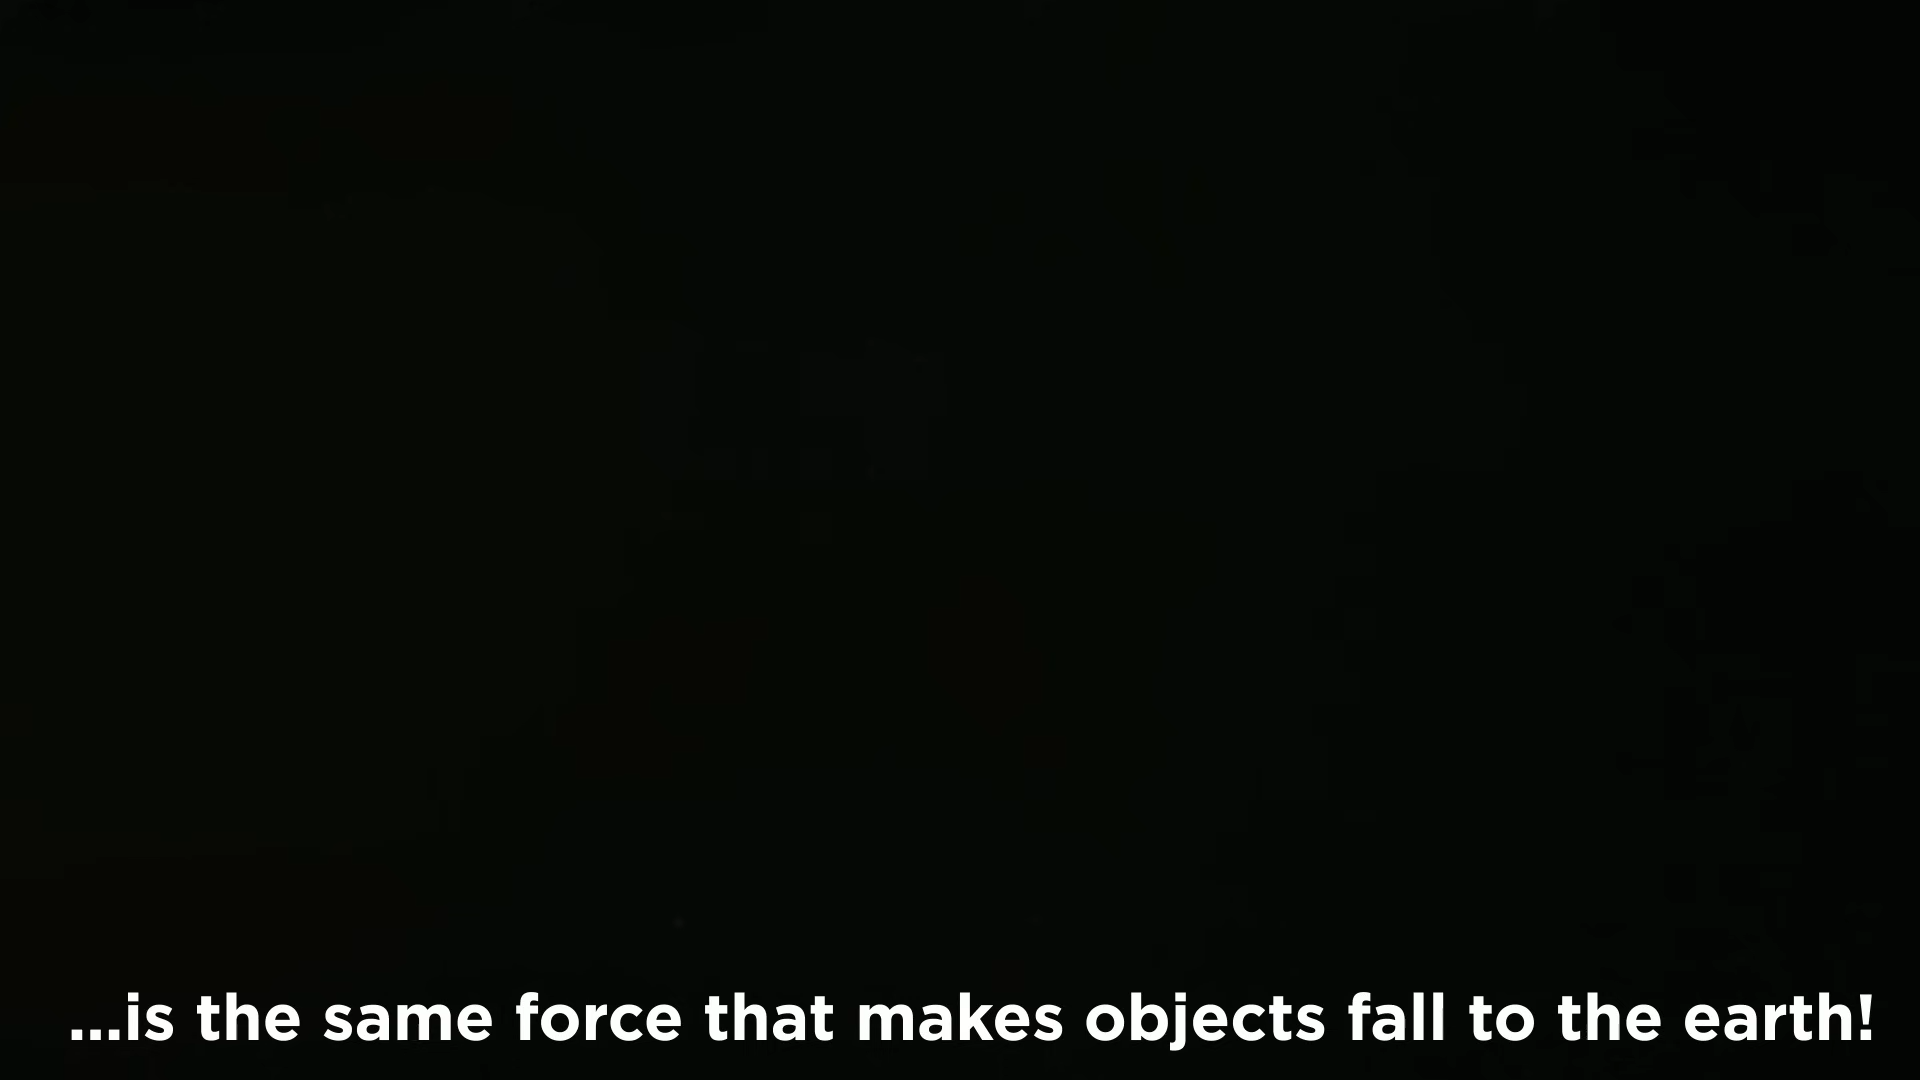 ...is the same force that makes objects fall to the earth!